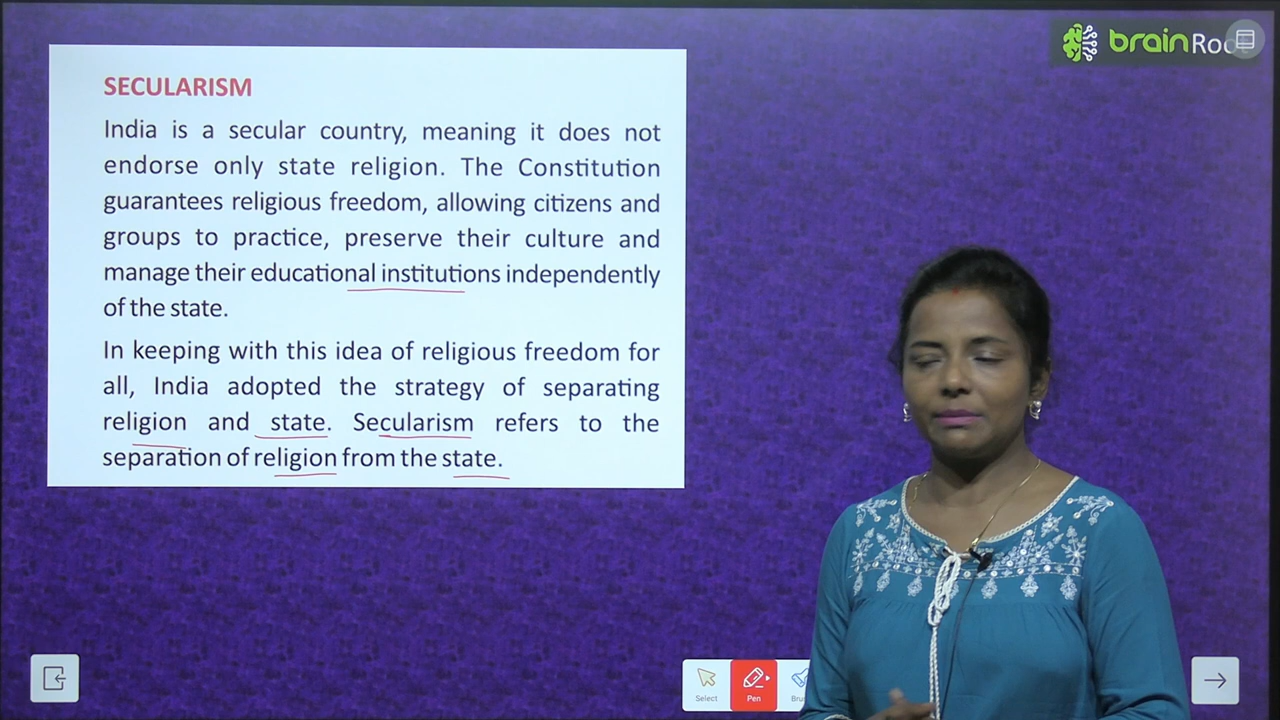 brainRoot
SECULARISM
India is a secular country, meaning it does not
endorse only state religion. The Constitution
guarantees religious freedom, allowing citizens and
groups to practice, preserve their culture and
manage their educational institutions independently
of the state.
In keeping with this idea of religious freedom for
all, India adopted the strategy of separating
religion and state. Secularism refers to the
separation of religion from the state.
Select
Pen